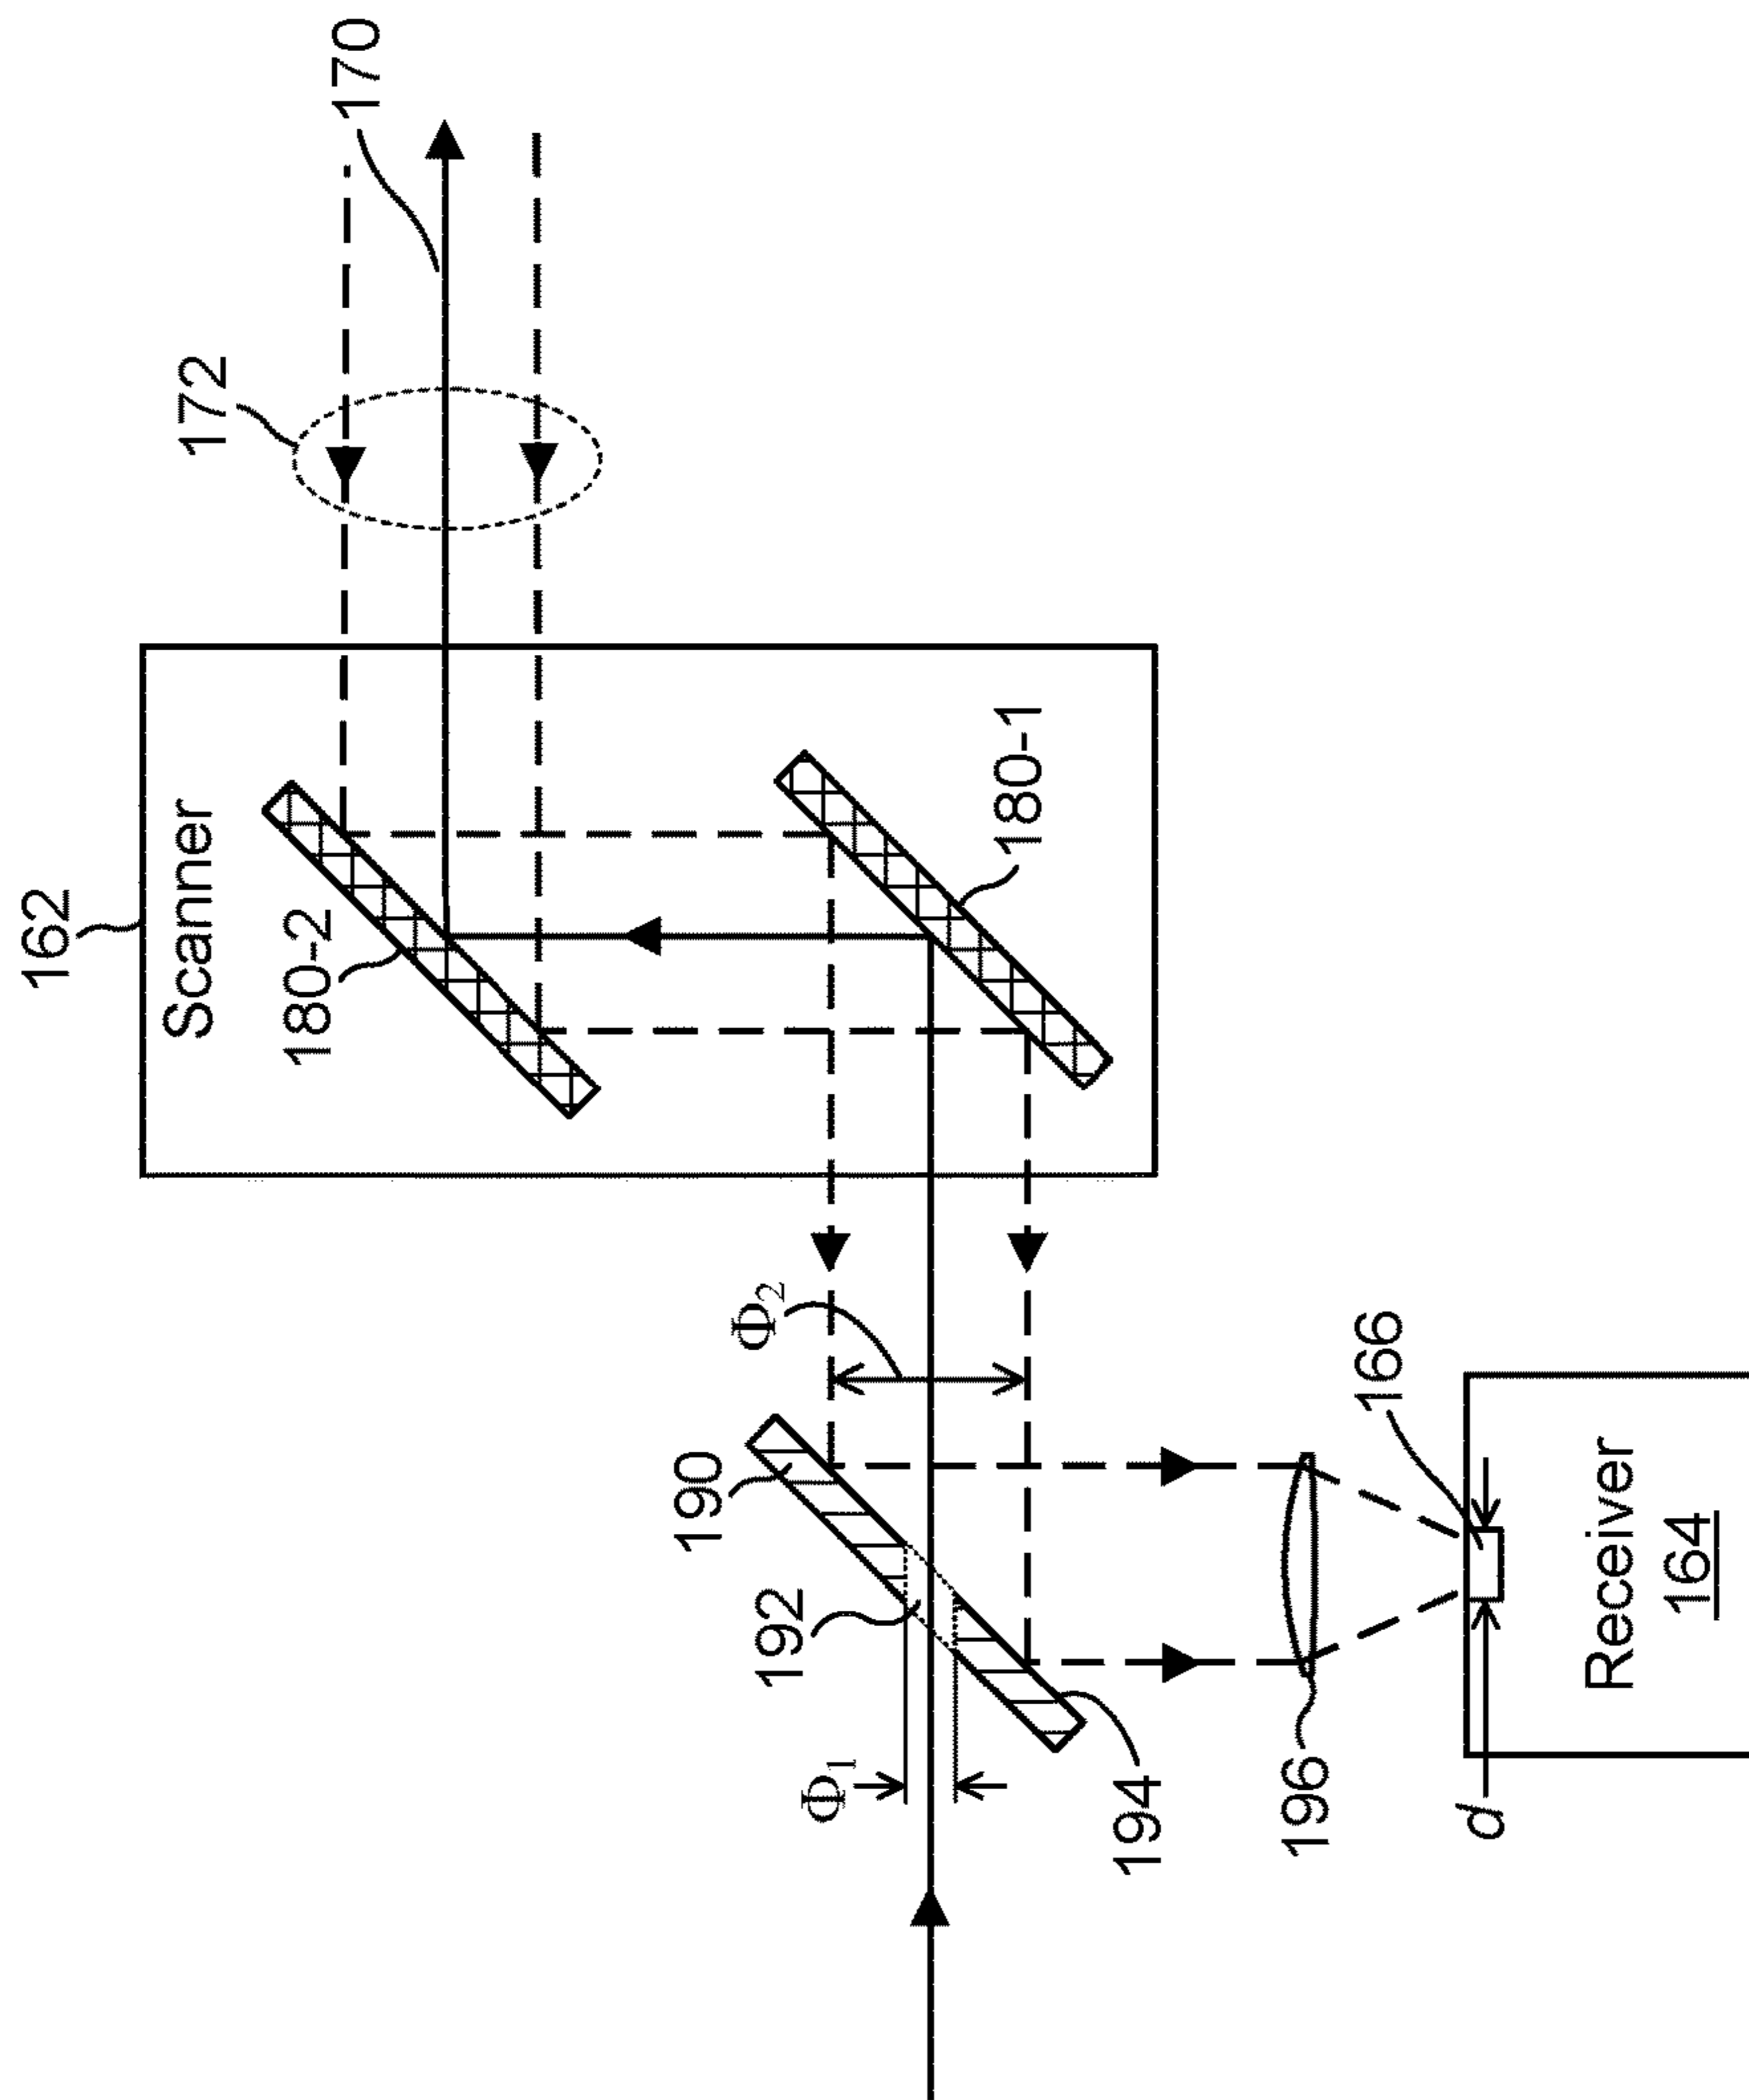 162
Scanner
172
180-2
170
190
Φ₂
192
Φ₁
180-1
194
196
166
d
Receiver
164